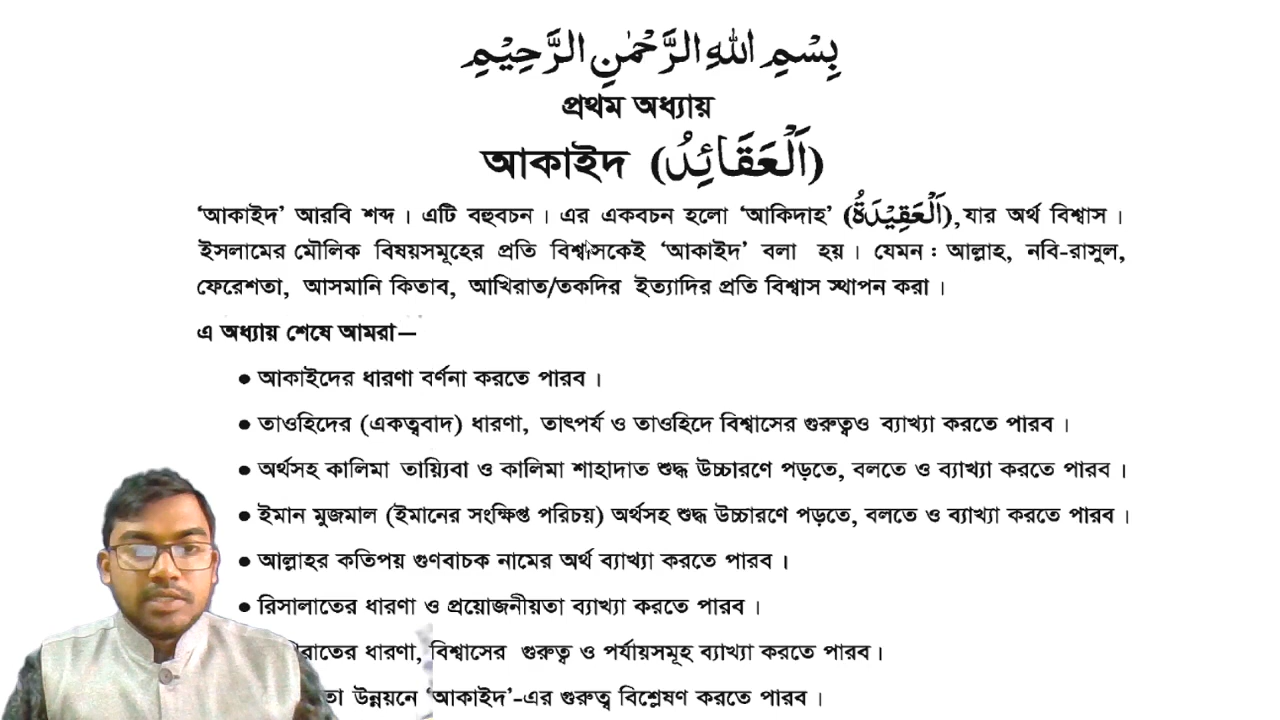 بِسْمِ اللهِ الرَّحْمٰنِ الرَّحِيْمِ
প্রথম অধ্যায়
আকাইদ (اَلْعَقَائِدُ)
‘আকাইদ’ আরবি শব্দ। এটি বহুবচন। এর একবচন হলো ‘আকিদাহ’ (اَلْعَقِيْدَةُ), যার অর্থ বিশ্বাস।
ইসলামের মৌলিক বিষয়সমূহের প্রতি বিশ্বাসকেই ‘আকাইদ’ বলা হয়। যেমন : আল্লাহ, নবি-রাসুল,
ফেরেশতা, আসমানি কিতাব, আখিরাত/তকদির ইত্যাদির প্রতি বিশ্বাস স্থাপন করা।
এ অধ্যায় শেষে আমরা—
● আকাইদের ধারণা বর্ণনা করতে পারব।
● তাওহিদের (একত্ববাদ) ধারণা, তাৎপর্য ও তাওহিদে বিশ্বাসের গুরুত্বও ব্যাখ্যা করতে পারব।
● অর্থসহ কালিমা তায়্যিবা ও কালিমা শাহাদাত শুদ্ধ উচ্চারণে পড়তে, বলতে ও ব্যাখ্যা করতে পারব।
● ইমান মুজমাল (ইমানের সংক্ষিপ্ত পরিচয়) অর্থসহ শুদ্ধ উচ্চারণে পড়তে, বলতে ও ব্যাখ্যা করতে পারব।
● আল্লাহর কতিপয় গুণবাচক নামের অর্থ ব্যাখ্যা করতে পারব।
● রিসালাতের ধারণা ও প্রয়োজনীয়তা ব্যাখ্যা করতে পারব।
ধারণা, বিশ্বাসের গুরুত্ব ও পর্যায়সমূহ ব্যাখ্যা করতে পারব।
উন্নয়নে ‘আকাইদ’-এর গুরুত্ব বিশ্লেষণ করতে পারব।